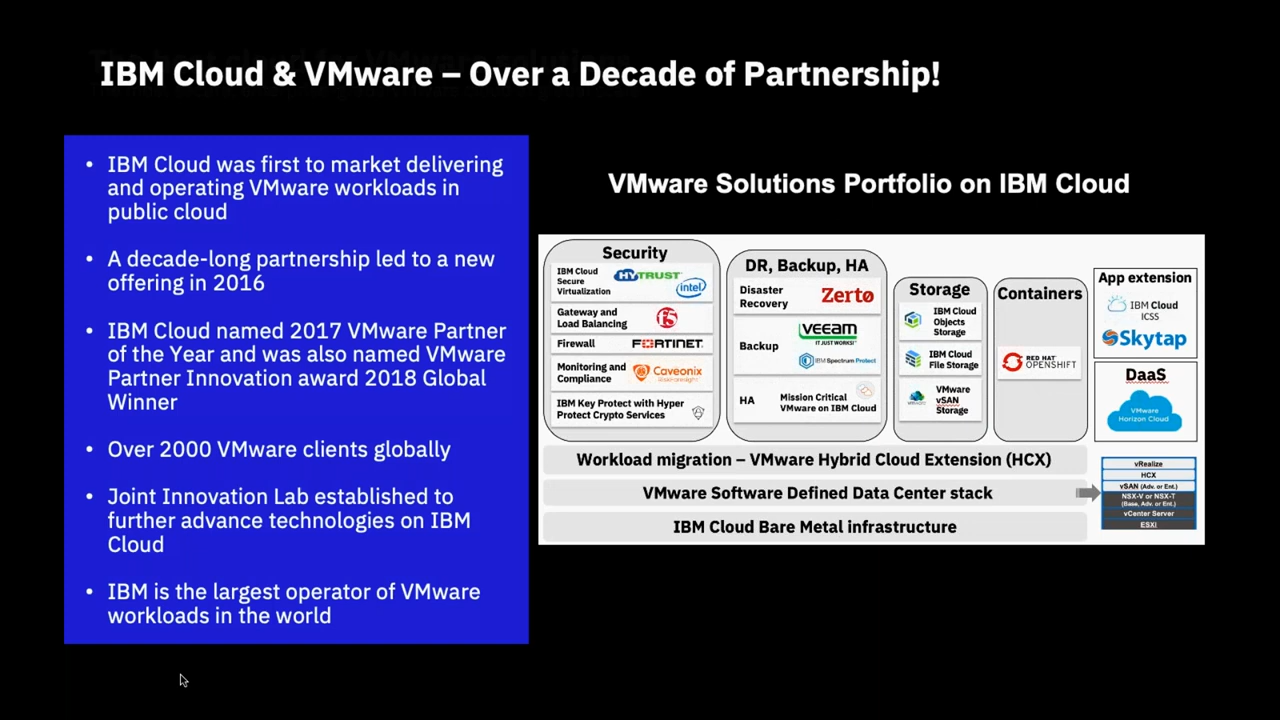 IBM Cloud & VMware – Over a Decade of Partnership!
• IBM Cloud was first to market delivering
and operating VMware workloads in
public cloud
• A decade-long partnership led to a new
offering in 2016
• IBM Cloud named 2017 VMware Partner
of the Year and was also named VMware
Partner Innovation award 2018 Global
Winner
• Over 2000 VMware clients globally
• Joint Innovation Lab established to
further advance technologies on IBM
Cloud
• IBM is the largest operator of VMware
workloads in the world
VMware Solutions Portfolio on IBM Cloud
Security
IBM Cloud
Secure
Virtualization
HYTRUST
intel
Gateway and
Load Balancing
f5
Firewall
FORTINET
Monitoring and
Compliance
Caveonix
IBM Key Protect with Hyper
Protect Crypto Services
DR, Backup, HA
Disaster
Recovery
Zerto
Backup
VEEAM
IT JUST WORKS!
IBM Spectrum Protect
HA
Mission Critical
VMware on IBM Cloud
Storage
IBM Cloud
Objects
Storage
IBM Cloud
File Storage
VMware
vSAN
Storage
Containers
RED HAT
OPENSHIFT
App extension
IBM Cloud
ICSS
Skytap
DaaS
VMware
Horizon Cloud
Workload migration – VMware Hybrid Cloud Extension (HCX)
VMware Software Defined Data Center stack
IBM Cloud Bare Metal infrastructure
vRealize
HCX
vSAN (Adv. or Ent.)
NSX-V or NSX-T
(Base, Adv. or Ent.)
vCenter Server
ESXi